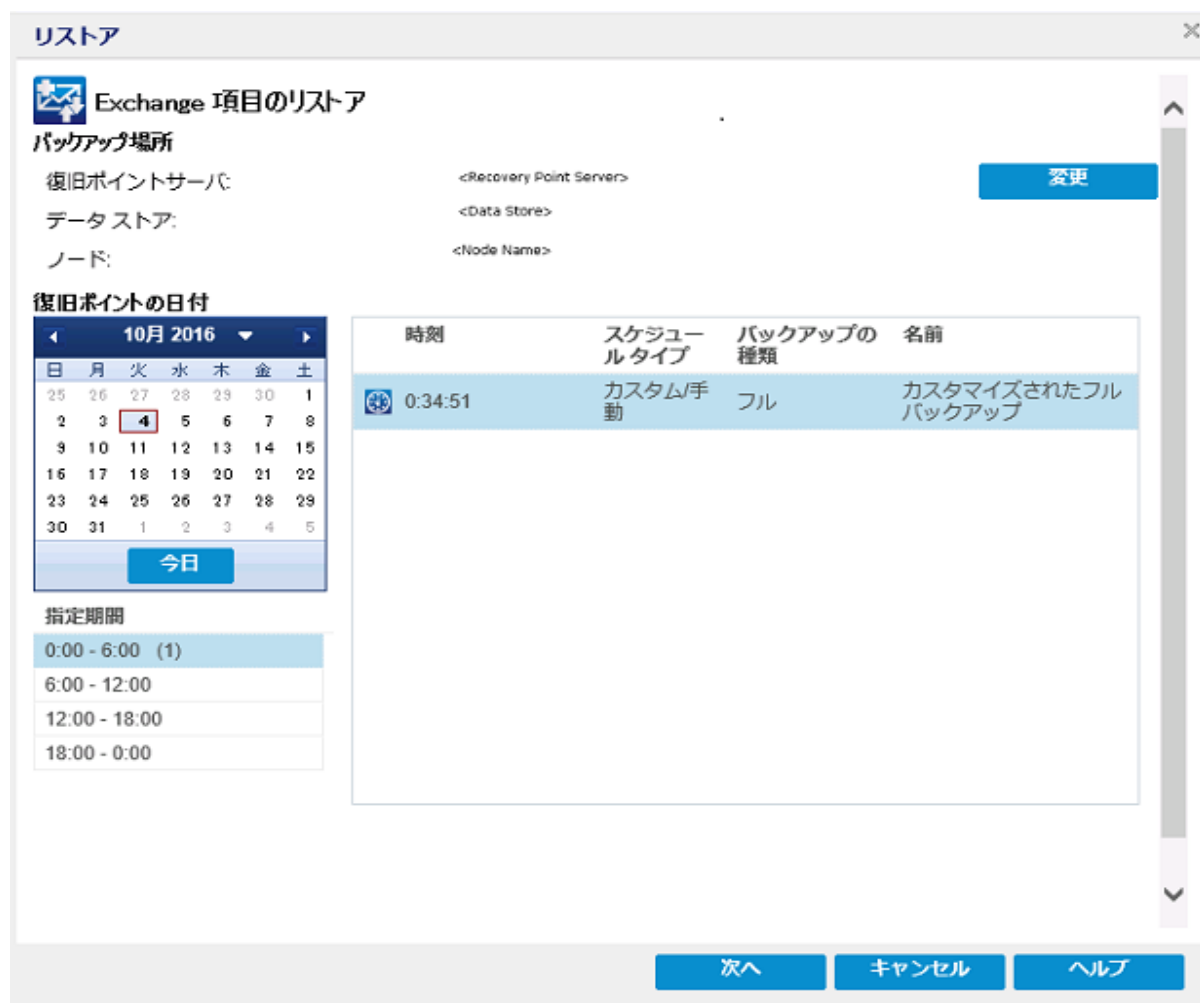 リストア
Exchange 項目のリストア
バックアップ場所
復旧ポイントサーバ: <Recovery Point Server> 変更
データ ストア: <Data Store>
ノード: <Node Name>
復旧ポイントの日付
10月 2016
日 月 火 水 木 金 土
25 26 27 28 29 30 1
2 3 4 5 6 7 8
9 10 11 12 13 14 15
16 17 18 19 20 21 22
23 24 25 26 27 28 29
30 31 1 2 3 4 5
今日
指定期間
0:00 - 6:00 (1)
6:00 - 12:00
12:00 - 18:00
18:00 - 0:00
時刻 スケジュー バックアップの 名前
ル タイプ 種類
0:34:51 カスタム/手 フル カスタマイズされたフル
動 バックアップ
次へ キャンセル ヘルプ